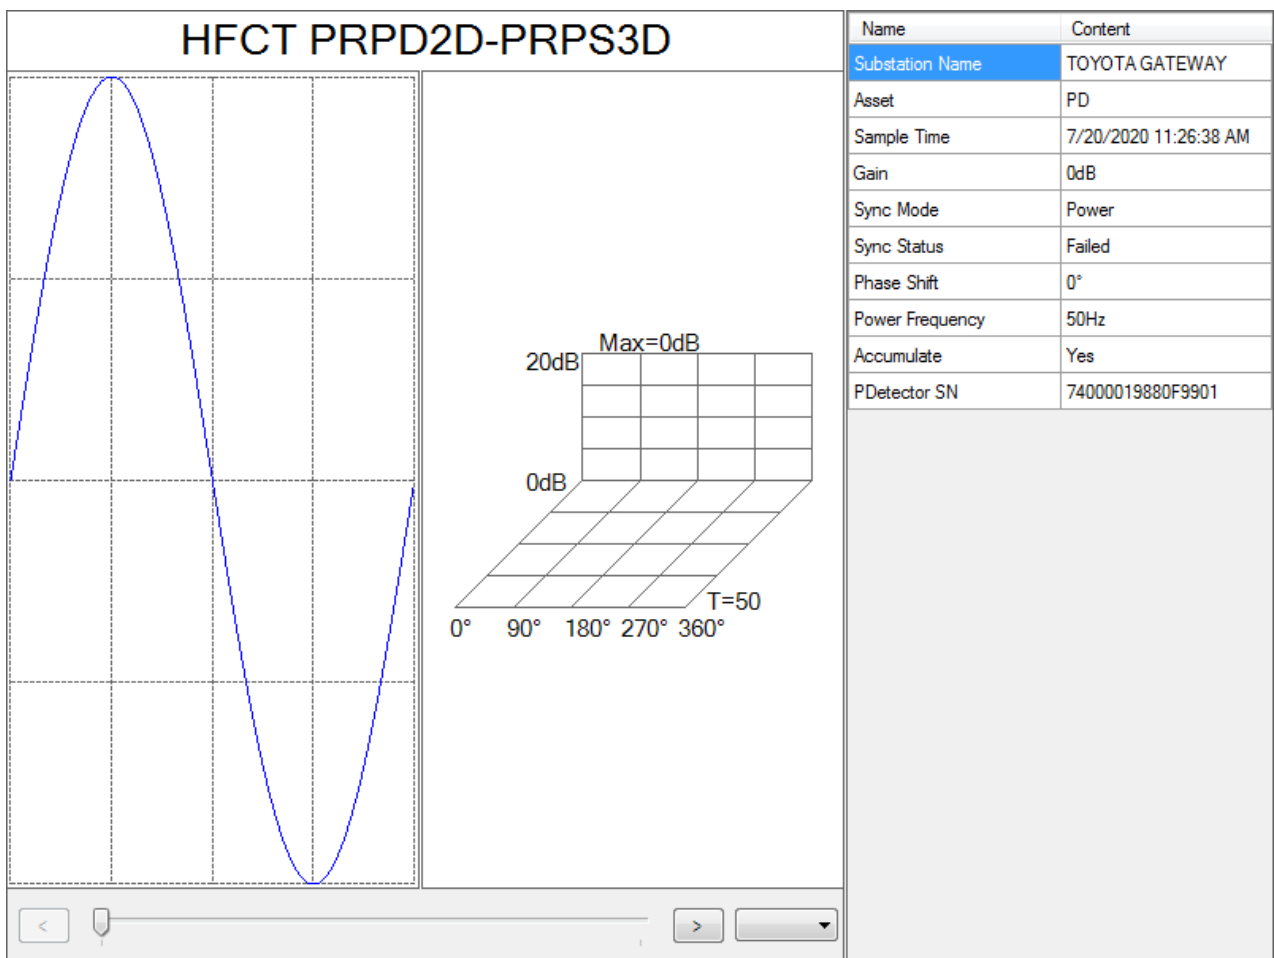 HFCT PRPD2D-PRPS3D
Max=0dB
20dB
0dB
T=50
0° 90° 180° 270° 360°
<
>
Name Content
Substation Name TOYOTA GATEWAY
Asset PD
Sample Time 7/20/2020 11:26:38 AM
Gain 0dB
Sync Mode Power
Sync Status Failed
Phase Shift 0°
Power Frequency 50Hz
Accumulate Yes
PDetector SN 74000019880F9901